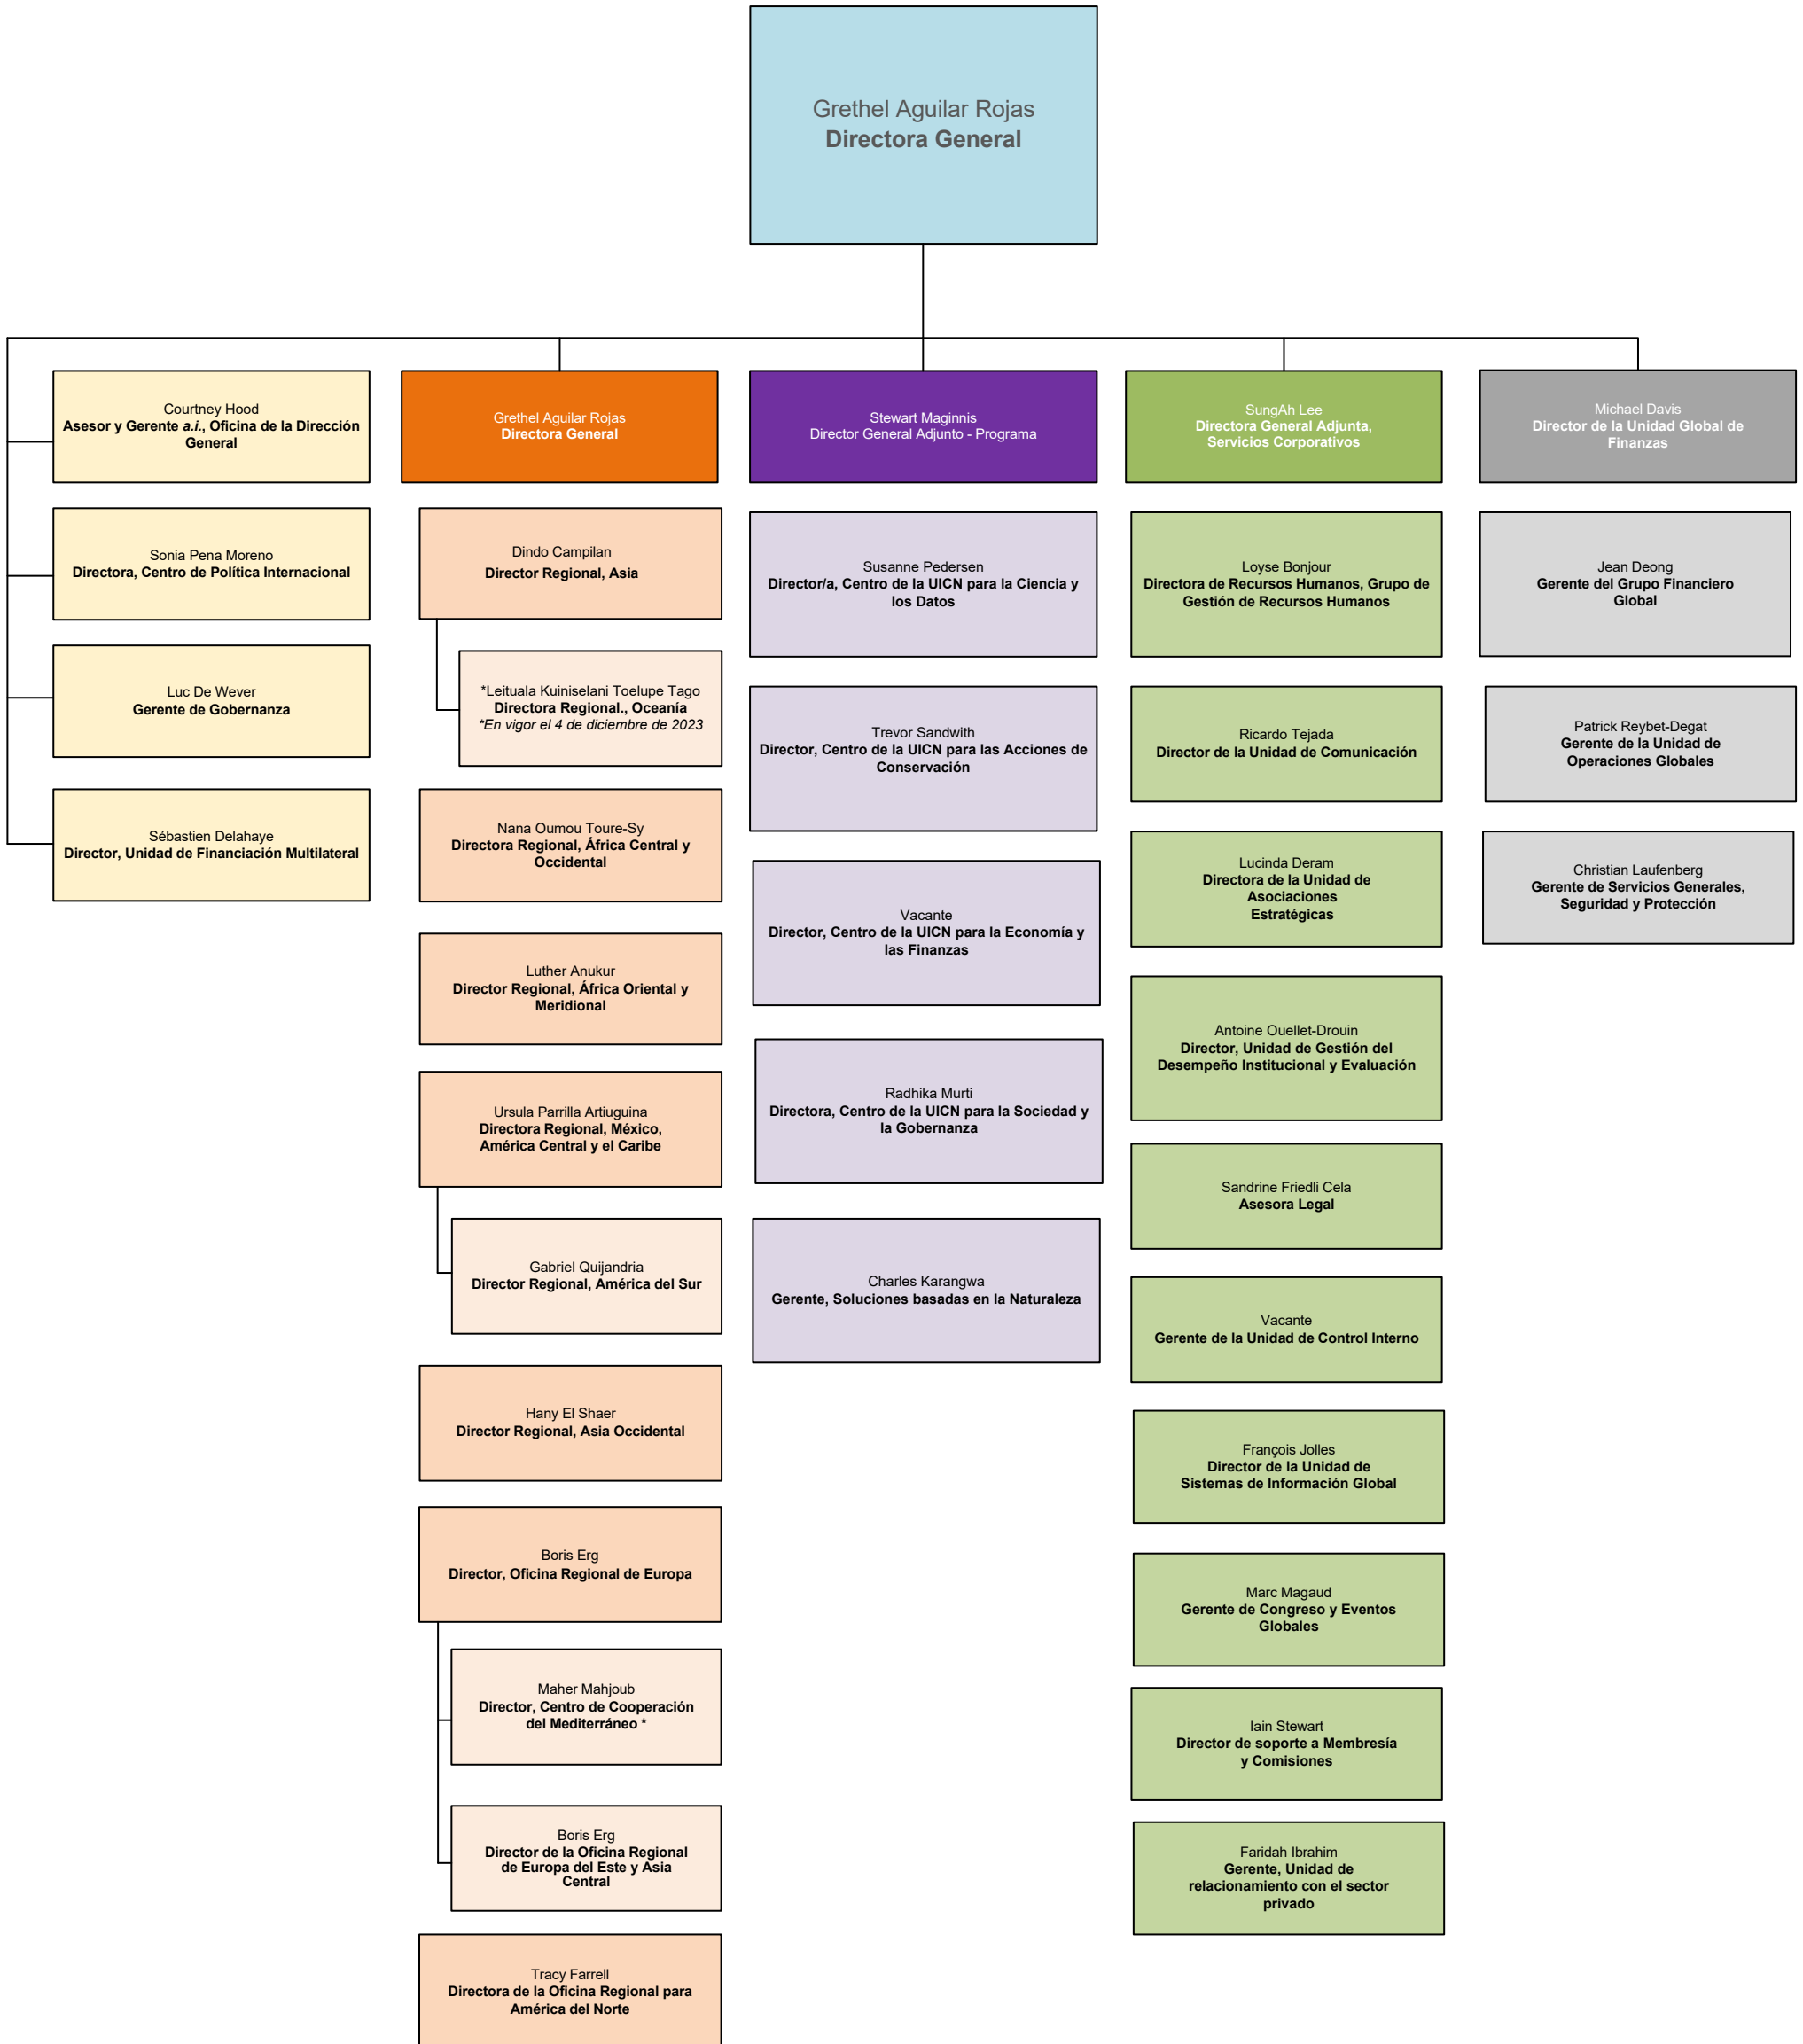 Grethel Aguilar Rojas
Directora General
Courtney Hood
Asesor y Gerente a.i., Oficina de la Dirección
General
Sonia Pena Moreno
Directora, Centro de Política Internacional
Luc De Wever
Gerente de Gobernanza
Sébastien Delahaye
Director, Unidad de Financiación Multilateral
Grethel Aguilar Rojas
Directora General
Dindo Campilan
Director Regional, Asia
*Leituala Kuiniselani Toelupe Tago
Directora Regional., Oceanía
*En vigor el 4 de diciembre de 2023
Nana Oumou Toure-Sy
Directora Regional, África Central y
Occidental
Luther Anukur
Director Regional, África Oriental y
Meridional
Ursula Parrilla Artiuguina
Directora Regional, México,
América Central y el Caribe
Gabriel Quijandria
Director Regional, América del Sur
Hany El Shaer
Director Regional, Asia Occidental
Boris Erg
Director, Oficina Regional de Europa
Maher Mahjoub
Director, Centro de Cooperación
del Mediterráneo *
Boris Erg
Director de la Oficina Regional
de Europa del Este y Asia
Central
Tracy Farrell
Directora de la Oficina Regional para
América del Norte
Stewart Maginnis
Director General Adjunto - Programa
Susanne Pedersen
Director/a, Centro de la UICN para la Ciencia y
los Datos
Trevor Sandwith
Director, Centro de la UICN para las Acciones de
Conservación
Vacante
Director, Centro de la UICN para la Economía y
las Finanzas
Radhika Murti
Directora, Centro de la UICN para la Sociedad y
la Gobernanza
Charles Karangwa
Gerente, Soluciones basadas en la Naturaleza
SungAh Lee
Directora General Adjunta,
Servicios Corporativos
Loyse Bonjour
Directora de Recursos Humanos, Grupo de
Gestión de Recursos Humanos
Ricardo Tejada
Director de la Unidad de Comunicación
Lucinda Deram
Directora de la Unidad de
Asociaciones
Estratégicas
Antoine Ouellet-Drouin
Director, Unidad de Gestión del
Desempeño Institucional y Evaluación
Sandrine Friedli Cela
Asesora Legal
Vacante
Gerente de la Unidad de Control Interno
François Jolles
Director de la Unidad de
Sistemas de Información Global
Marc Magaud
Gerente de Congreso y Eventos
Globales
Iain Stewart
Director de soporte a Membresía
y Comisiones
Faridah Ibrahim
Gerente, Unidad de
relacionamiento con el sector
privado
Michael Davis
Director de la Unidad Global de
Finanzas
Jean Deong
Gerente del Grupo Financiero
Global
Patrick Reybet-Degat
Gerente de la Unidad de
Operaciones Globales
Christian Laufenberg
Gerente de Servicios Generales,
Seguridad y Protección